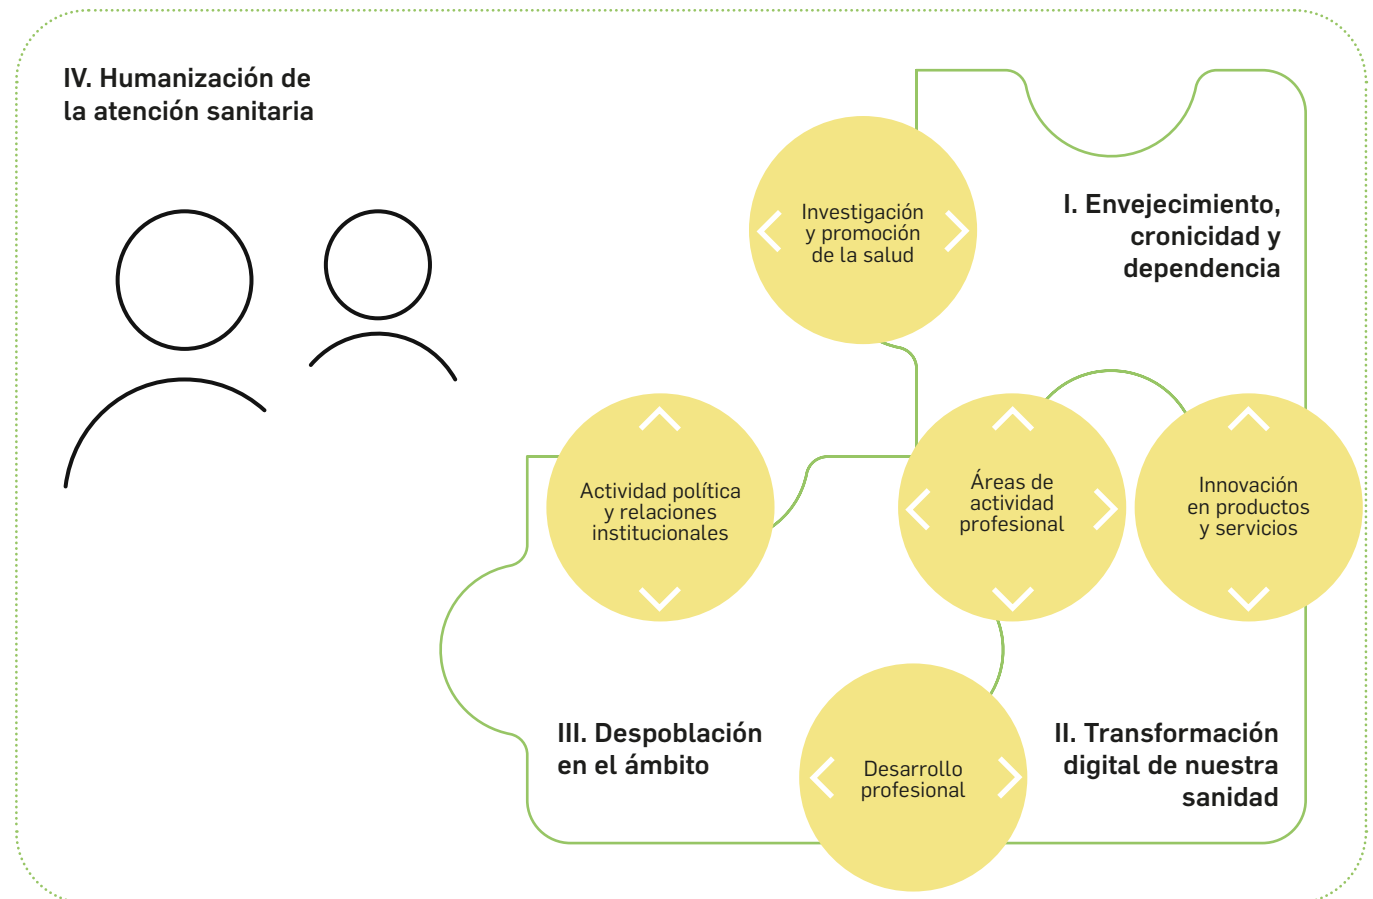 IV. Humanización de
la atención sanitaria
Investigación
y promoción
de la salud
I. Envejecimiento,
cronicidad y
dependencia
Actividad política
y relaciones
institucionales
Áreas de
actividad
profesional
Innovación
en productos
y servicios
III. Despoblación
en el ámbito
Desarrollo
profesional
II. Transformación
digital de nuestra
sanidad